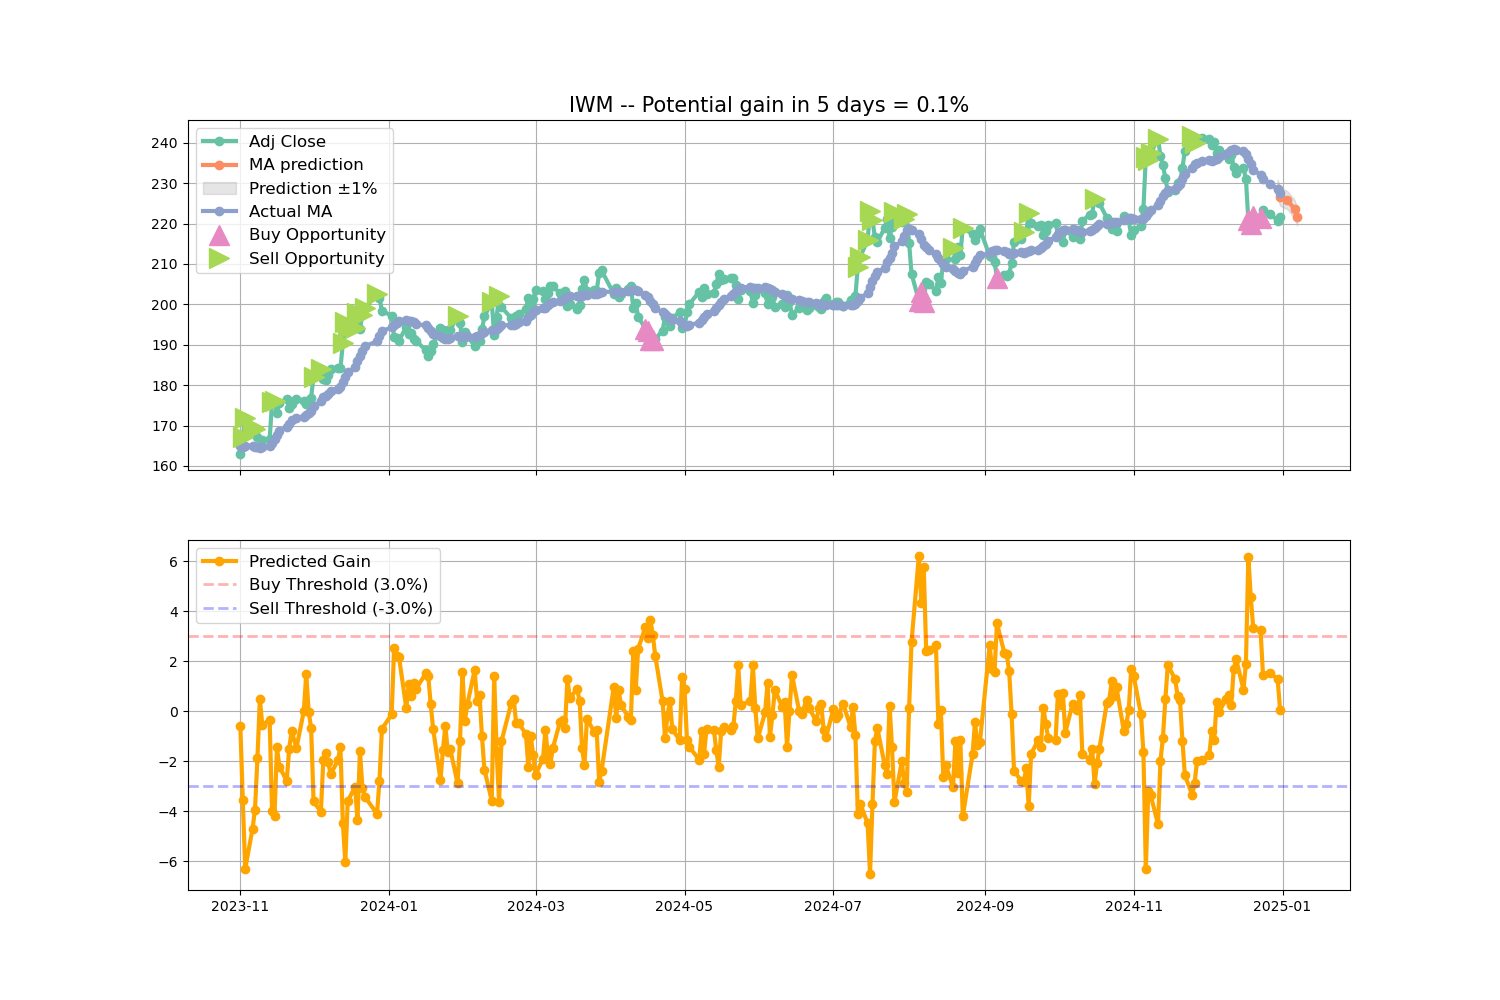 IWM -- Potential gain in 5 days = 0.1%
Adj Close
MA prediction
Prediction ±1%
Actual MA
Buy Opportunity
Sell Opportunity
240
230
220
210
200
190
180
170
160
Predicted Gain
Buy Threshold (3.0%)
Sell Threshold (-3.0%)
6
4
2
0
−2
−4
−6
2023-11
2024-01
2024-03
2024-05
2024-07
2024-09
2024-11
2025-01